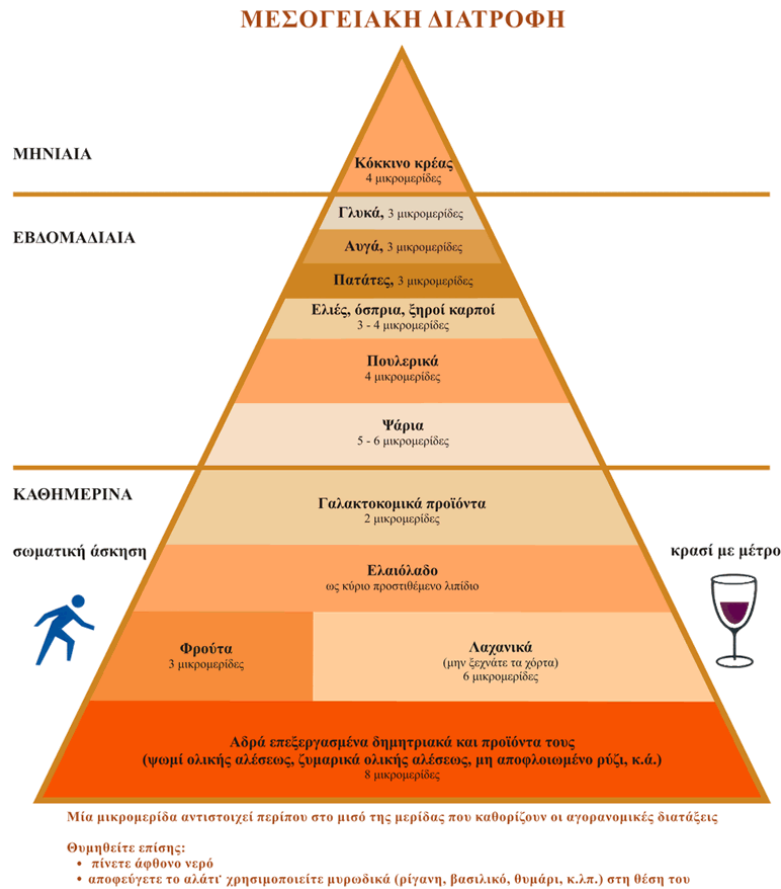 ΜΕΣΟΓΕΙΑΚΗ ΔΙΑΤΡΟΦΗ
ΜΗΝΙΑΙΑ
Κόκκινο κρέας
4 μικρομερίδες
ΕΒΔΟΜΑΔΙΑΙΑ
Γλυκά, 3 μικρομερίδες
Αυγά, 3 μικρομερίδες
Πατάτες, 3 μικρομερίδες
Ελιές, όσπρια, ξηροί καρποί
3 - 4 μικρομερίδες
Πουλερικά
4 μικρομερίδες
Ψάρια
5 - 6 μικρομερίδες
ΚΑΘΗΜΕΡΙΝΑ
Γαλακτοκομικά προϊόντα
2 μικρομερίδες
σωματική άσκηση
κρασί με μέτρο
Ελαιόλαδο
ως κύριο προστιθέμενο λιπίδιο
Φρούτα
3 μικρομερίδες
Λαχανικά
(μην ξεχνάτε τα χόρτα)
6 μικρομερίδες
Αδρά επεξεργασμένα δημητριακά και προϊόντα τους
(ψωμί ολικής αλέσεως, ζυμαρικά ολικής αλέσεως, μη αποφλοιωμένο ρύζι, κ.ά.)
8 μικρομερίδες
Μία μικρομερίδα αντιστοιχεί περίπου στο μισό της μερίδας που καθορίζουν οι αγορανομικές διατάξεις
Θυμηθείτε επίσης:
• πίνετε άφθονο νερό
• αποφεύγετε το αλάτι· χρησιμοποιείτε μυρωδικά (ρίγανη, βασιλικό, θυμάρι, κ.λπ.) στη θέση του